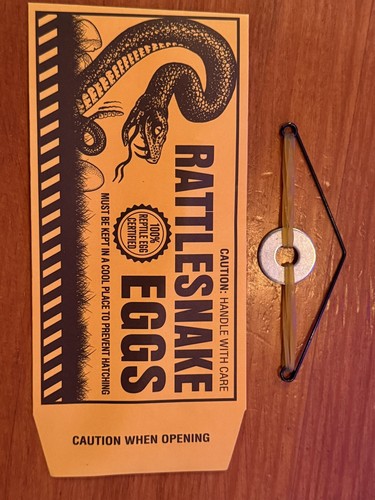 CAUTION: HANDLE WITH CARE
RATTLESNAKE
EGGS
100%
REPTILE EGG
CERTIFIED
MUST BE KEPT IN A COOL PLACE TO PREVENT HATCHING
CAUTION WHEN OPENING